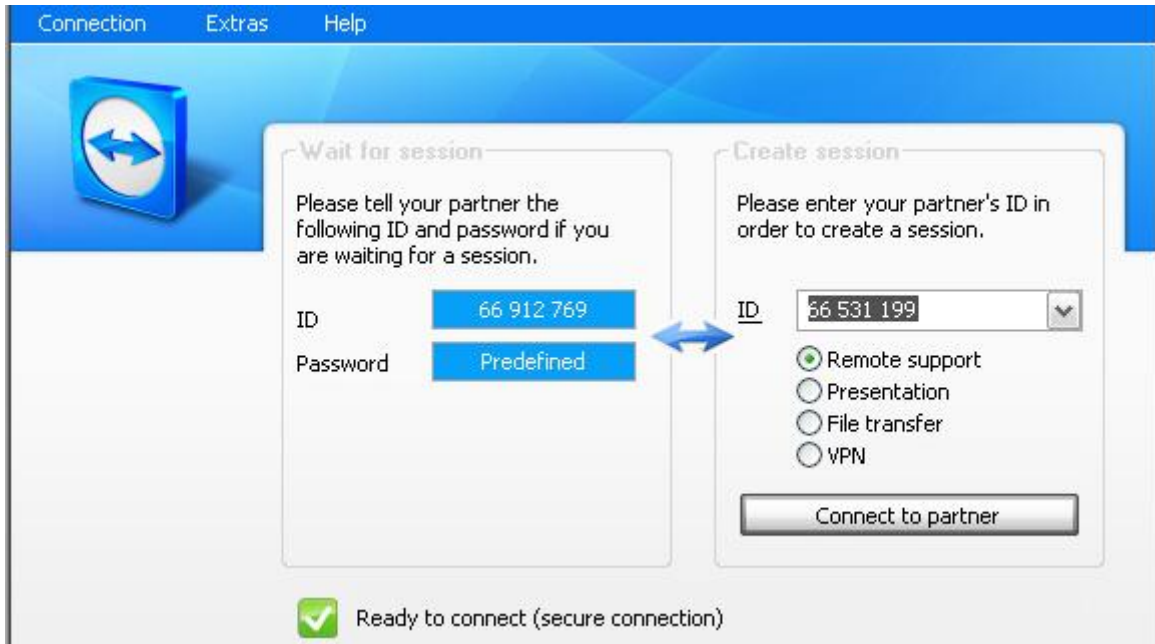 Connection Extras Help
Wait for session
Please tell your partner the
following ID and password if you
are waiting for a session.
ID 66 912 769
Password Predefined
Create session
Please enter your partner's ID in
order to create a session.
ID 66 531 199
Remote support
Presentation
File transfer
VPN
Connect to partner
Ready to connect (secure connection)